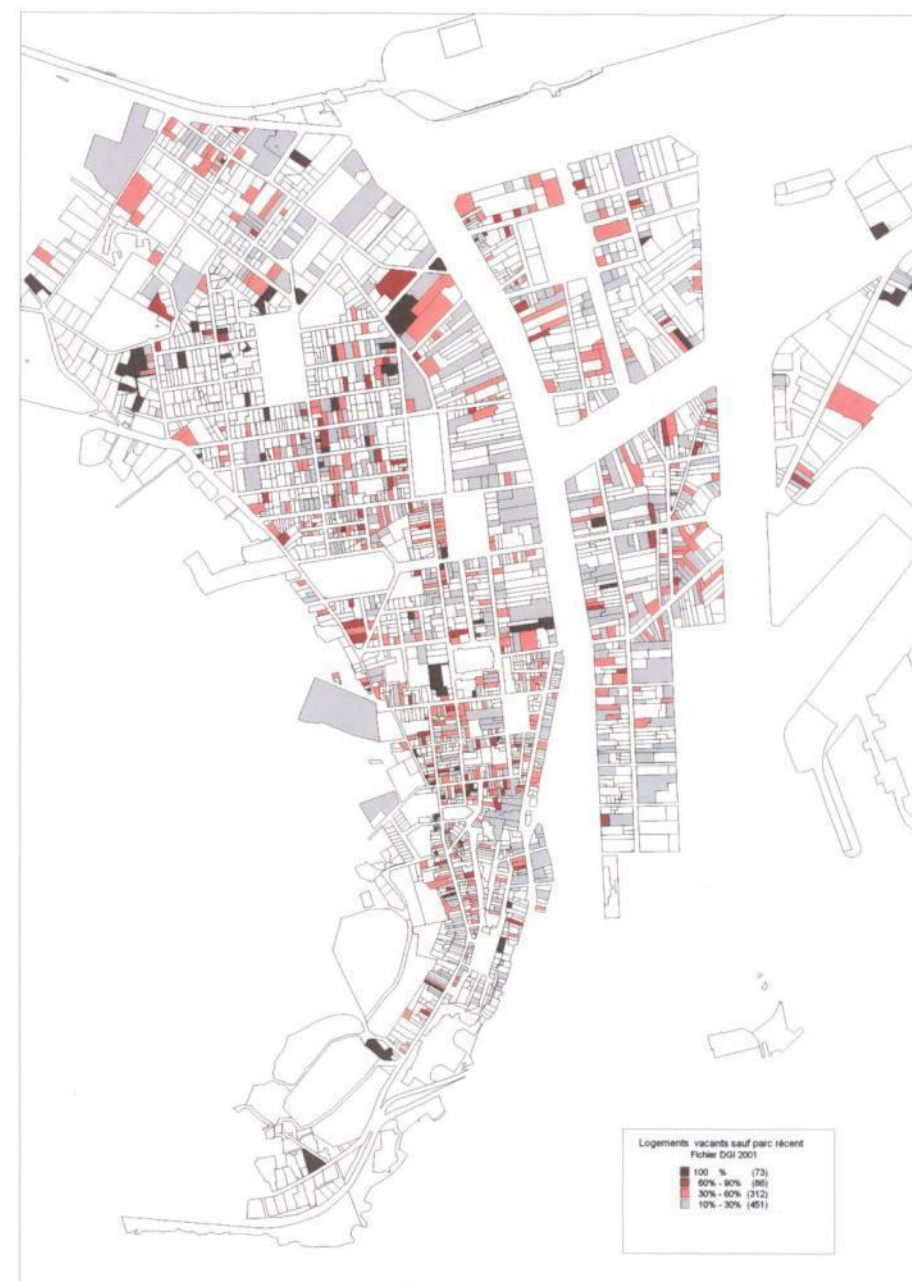 Logements vacants sauf parc récent
Fichier DGI 2001
100 % (73)
60% - 90% (86)
30% - 60% (312)
10% - 30% (451)